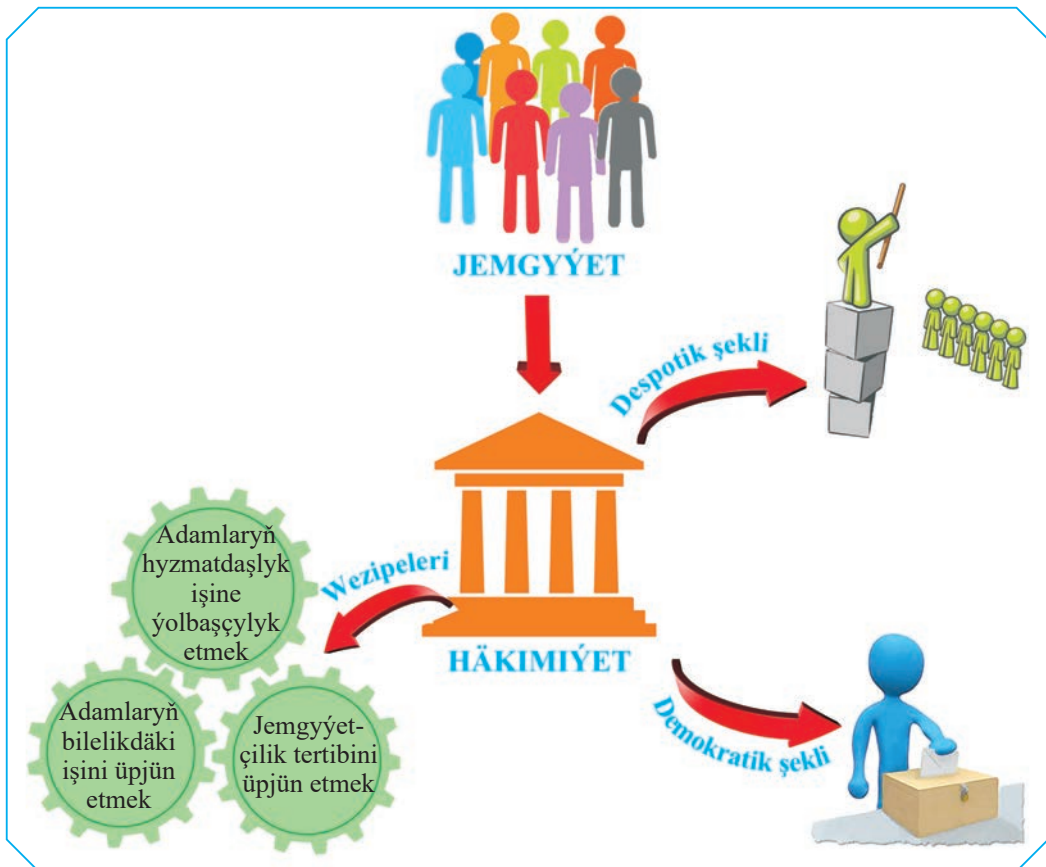 JEMGYÝET
Despotik şekli
Wezipeleri
HÄKIMIÝET
Demokratik şekli
Adamlaryň
hyzmatdaşlyk
işine
ýolbaşçylyk
etmek
Adamlaryň
bilelikdäki
işini üpjün
etmek
Jemgyýet-
çilik tertibini
üpjün etmek